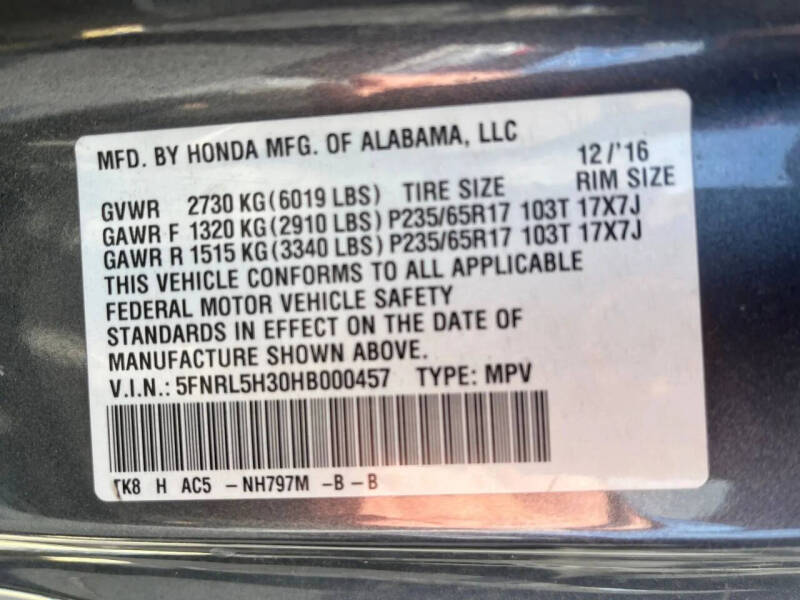 MFD. BY HONDA MFG. OF ALABAMA, LLC 12/'16
GVWR 2730 KG (6019 LBS) TIRE SIZE RIM SIZE
GAWR F 1320 KG (2910 LBS) P235/65R17 103T 17X7J
GAWR R 1515 KG (3340 LBS) P235/65R17 103T 17X7J
THIS VEHICLE CONFORMS TO ALL APPLICABLE
FEDERAL MOTOR VEHICLE SAFETY
STANDARDS IN EFFECT ON THE DATE OF
MANUFACTURE SHOWN ABOVE.
V.I.N.: 5FNRL5H30HB000457 TYPE: MPV
TK8 H AC5 -NH797M -B -B